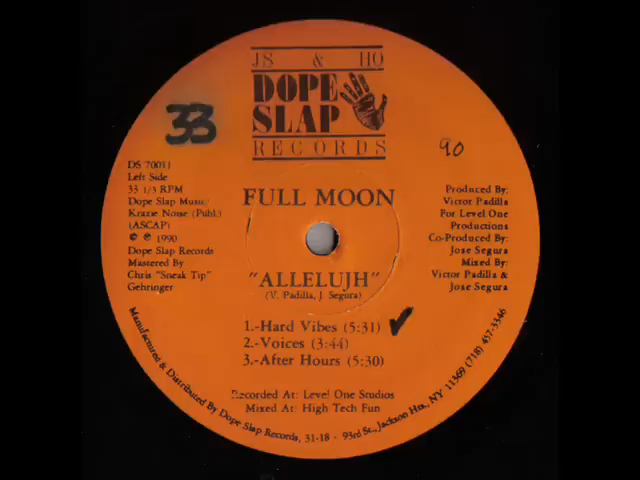 JS & HO
DOPE
SLAP
RECORDS
33
90
DS 70011
Left Side
33 1/3 RPM
Dope Slap Music/
Krazie Noise (Publ.)
(ASCAP)
© ℗ 1990
Dope Slap Records
Mastered By
Chris "Sneak Tip"
Gehringer
FULL MOON
"ALLELUJH"
(V. Padilla, J. Segura)
Produced By:
Victor Padilla
For Level One
Productions
Co-Produced By:
Jose Segura
Mixed By:
Victor Padilla &
Jose Segura
1.-Hard Vibes (5:31) ✓
2.-Voices (3:44)
3.-After Hours (5:30)
Recorded At: Level One Studios
Mixed At: High Tech Fun
Manufactured & Distributed By Dope Slap Records, 31-18 - 93rd St., Jackson Hts., NY 11369 (718) 457-3346